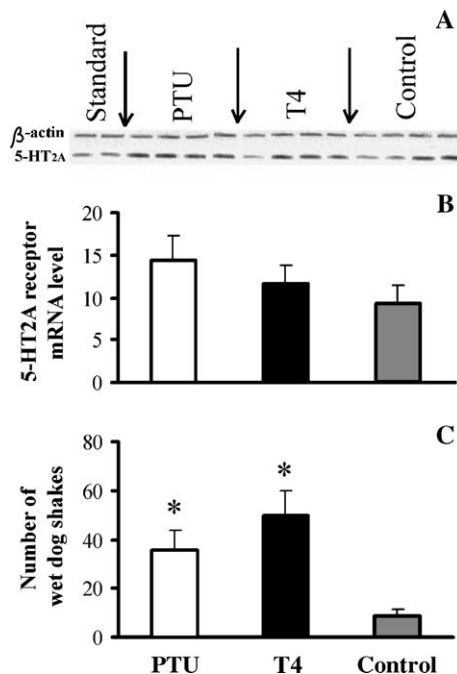 A
Standard
PTU
T4
Control
β-actin
5-HT2A
B
5-HT2A receptor
mRNA level
20
15
10
5
0
C
Number of
wet dog shakes
80
60
40
20
0
*
*
PTU
T4
Control